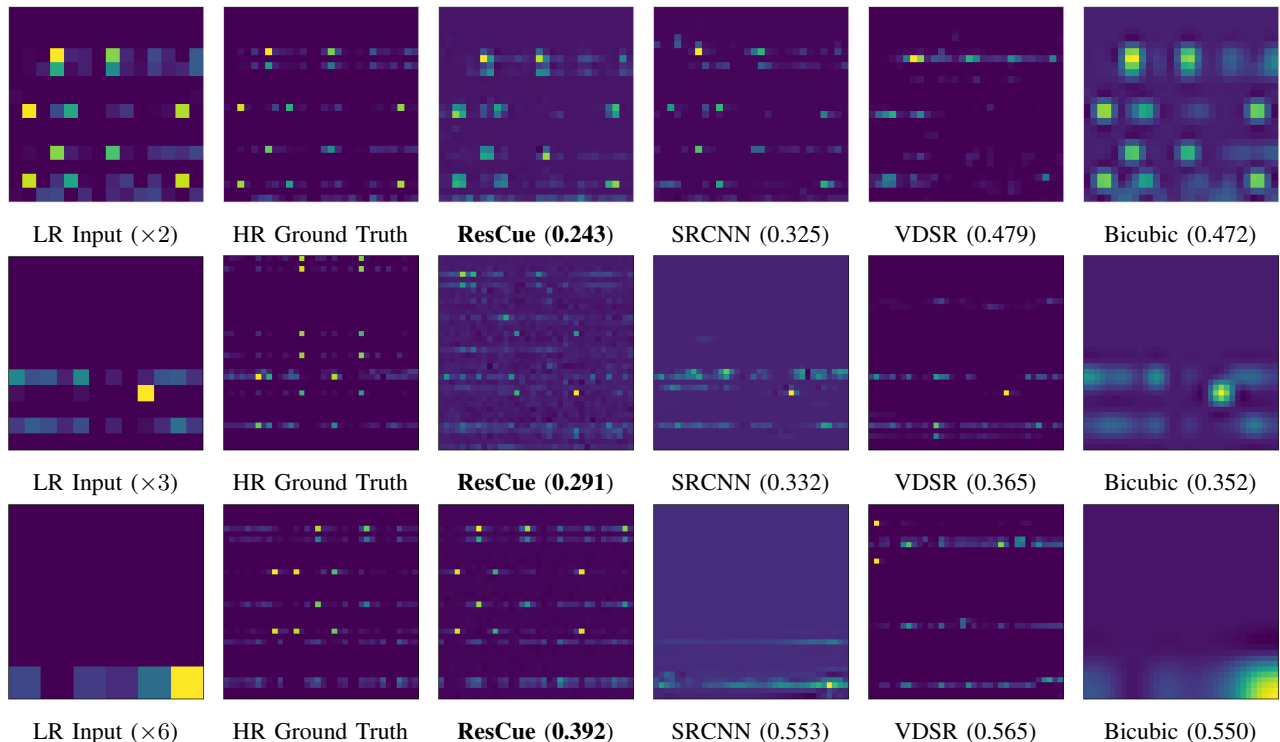 LR Input (×2) HR Ground Truth ResCue (0.243) SRCNN (0.325) VDSR (0.479) Bicubic (0.472)
LR Input (×3) HR Ground Truth ResCue (0.291) SRCNN (0.332) VDSR (0.365) Bicubic (0.352)
LR Input (×6) HR Ground Truth ResCue (0.392) SRCNN (0.553) VDSR (0.565) Bicubic (0.550)